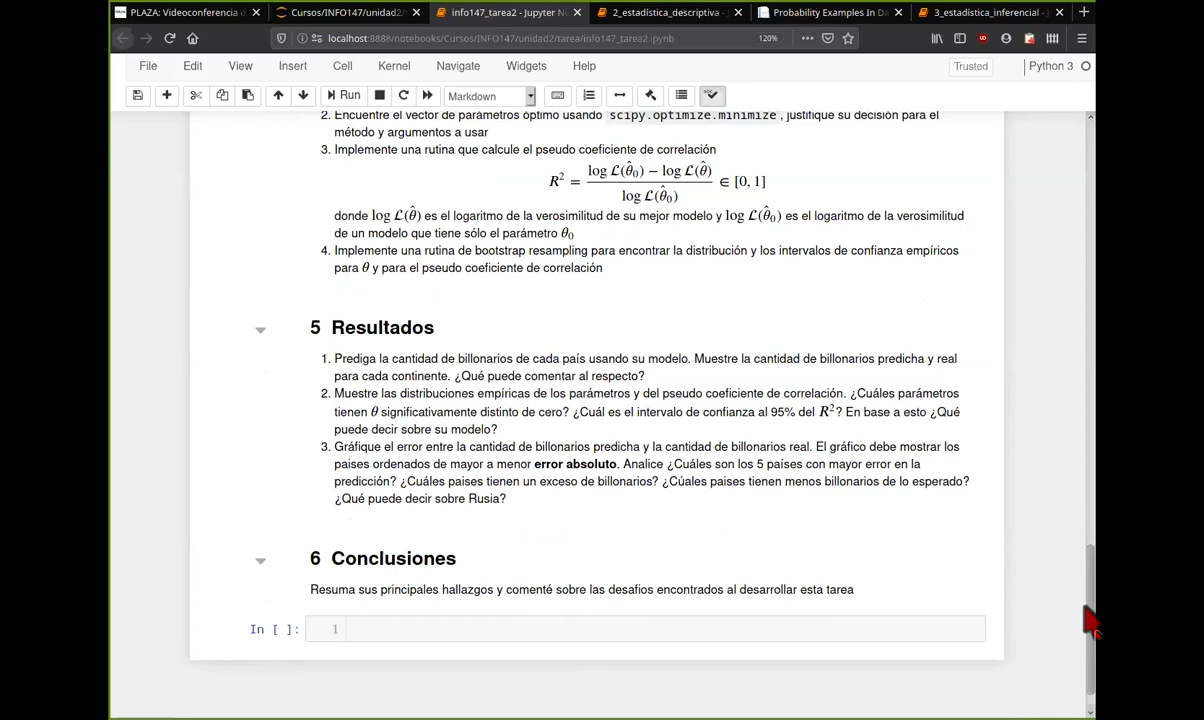 PLAZA: Videoconferencia d
Cursos/INFO147/unidad2/
info147_tarea2 - Jupyter N
2_estadística_descriptiva -
Probability Examples In Da
3_estadística_inferencial -
localhost:8888/notebooks/Cursos/INFO147/unidad2/tarea/info147_tarea2.ipynb
120%
File Edit View Insert Cell Kernel Navigate Widgets Help
Trusted
Python 3
Run
Markdown
2. Encuentre el vector de parámetros óptimo usando scipy.optimize.minimize, justifique su decisión para el
método y argumentos a usar
3. Implemente una rutina que calcule el pseudo coeficiente de correlación
R² = (log ℒ(θ̂₀) − log ℒ(θ̂)) / log ℒ(θ̂₀) ∈ [0, 1]
donde log ℒ(θ̂) es el logaritmo de la verosimilitud de su mejor modelo y log ℒ(θ̂₀) es el logaritmo de la verosimilitud
de un modelo que tiene sólo el parámetro θ₀
4. Implemente una rutina de bootstrap resampling para encontrar la distribución y los intervalos de confianza empíricos
para θ y para el pseudo coeficiente de correlación
5 Resultados
1. Prediga la cantidad de billonarios de cada país usando su modelo. Muestre la cantidad de billonarios predicha y real
para cada continente. ¿Qué puede comentar al respecto?
2. Muestre las distribuciones empíricas de los parámetros y del pseudo coeficiente de correlación. ¿Cuáles parámetros
tienen θ significativamente distinto de cero? ¿Cuál es el intervalo de confianza al 95% del R²? En base a esto ¿Qué
puede decir sobre su modelo?
3. Gráfique el error entre la cantidad de billonarios predicha y la cantidad de billonarios real. El gráfico debe mostrar los
paises ordenados de mayor a menor error absoluto. Analice ¿Cuáles son los 5 países con mayor error en la
predicción? ¿Cuáles paises tienen un exceso de billonarios? ¿Cúales paises tienen menos billonarios de lo esperado?
¿Qué puede decir sobre Rusia?
6 Conclusiones
Resuma sus principales hallazgos y comenté sobre las desafios encontrados al desarrollar esta tarea
In [ ]: 1